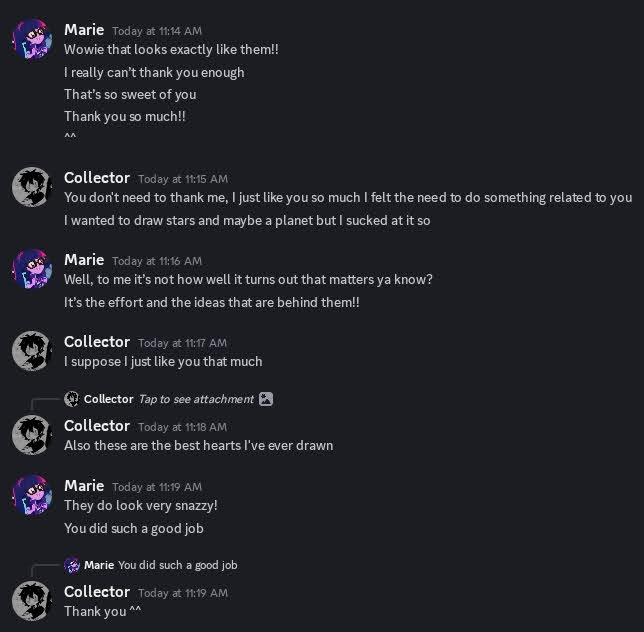 Marie Today at 11:14 AM
Wowie that looks exactly like them!!
I really can't thank you enough
That's so sweet of you
Thank you so much!!
^^
Collector Today at 11:15 AM
You don't need to thank me, I just like you so much I felt the need to do something related to you
I wanted to draw stars and maybe a planet but I sucked at it so
Marie Today at 11:16 AM
Well, to me it's not how well it turns out that matters ya know?
It's the effort and the ideas that are behind them!!
Collector Today at 11:17 AM
I suppose I just like you that much
Collector Tap to see attachment
Collector Today at 11:18 AM
Also these are the best hearts I've ever drawn
Marie Today at 11:19 AM
They do look very snazzy!
You did such a good job
Marie You did such a good job
Collector Today at 11:19 AM
Thank you ^^